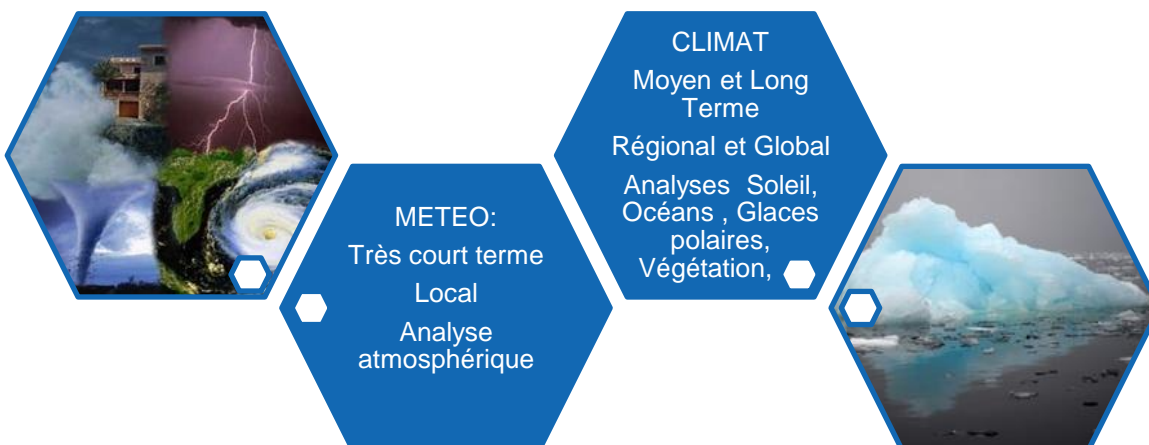 METEO:
Très court terme
Local
Analyse
atmosphérique
CLIMAT
Moyen et Long
Terme
Régional et Global
Analyses Soleil,
Océans , Glaces
polaires,
Végétation,